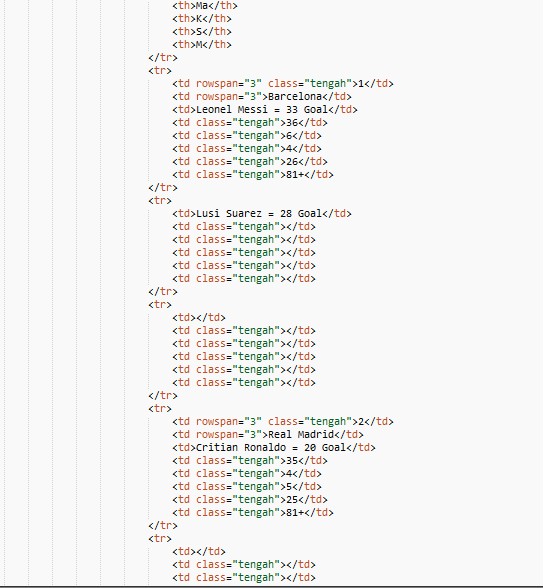 <th>Ma</th>
<th>K</th>
<th>S</th>
<th>M</th>
</tr>
<tr>
<td rowspan="3" class="tengah">1</td>
<td rowspan="3">Barcelona</td>
<td>Leonel Messi = 33 Goal</td>
<td class="tengah">36</td>
<td class="tengah">6</td>
<td class="tengah">4</td>
<td class="tengah">26</td>
<td class="tengah">81+</td>
</tr>
<tr>
<td>Lusi Suarez = 28 Goal</td>
<td class="tengah"></td>
<td class="tengah"></td>
<td class="tengah"></td>
<td class="tengah"></td>
<td class="tengah"></td>
</tr>
<tr>
<td></td>
<td class="tengah"></td>
<td class="tengah"></td>
<td class="tengah"></td>
<td class="tengah"></td>
<td class="tengah"></td>
</tr>
<tr>
<td rowspan="3" class="tengah">2</td>
<td rowspan="3">Real Madrid</td>
<td>Critian Ronaldo = 20 Goal</td>
<td class="tengah">35</td>
<td class="tengah">4</td>
<td class="tengah">5</td>
<td class="tengah">25</td>
<td class="tengah">81+</td>
</tr>
<tr>
<td></td>
<td class="tengah"></td>
<td class="tengah"></td>